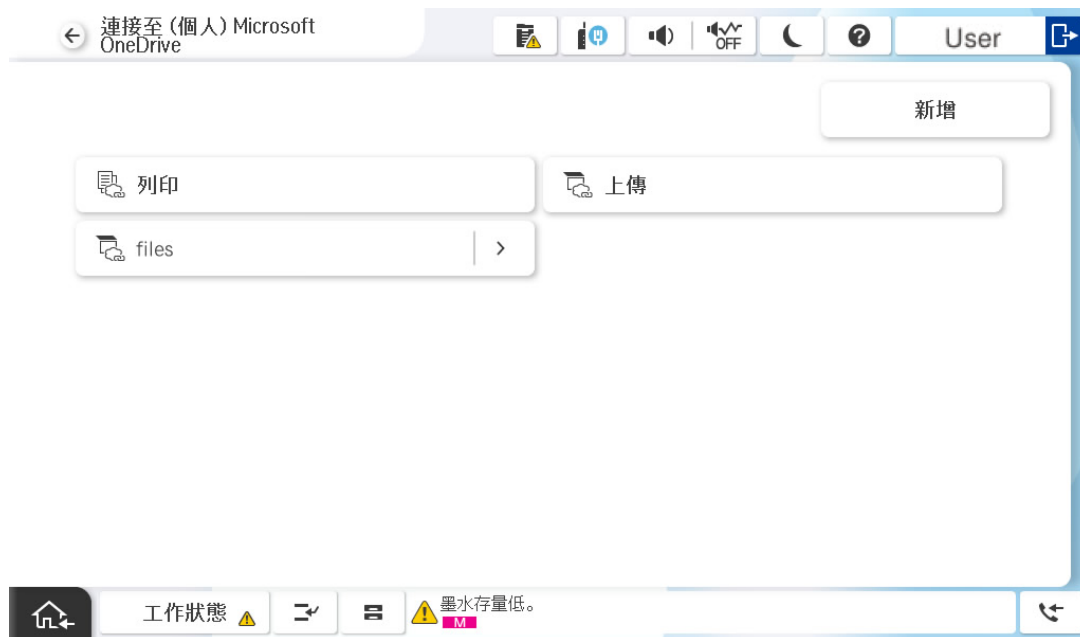 連接至 (個人) Microsoft
OneDrive
OFF
User
新增
列印
上傳
files
工作狀態
墨水存量低。
M